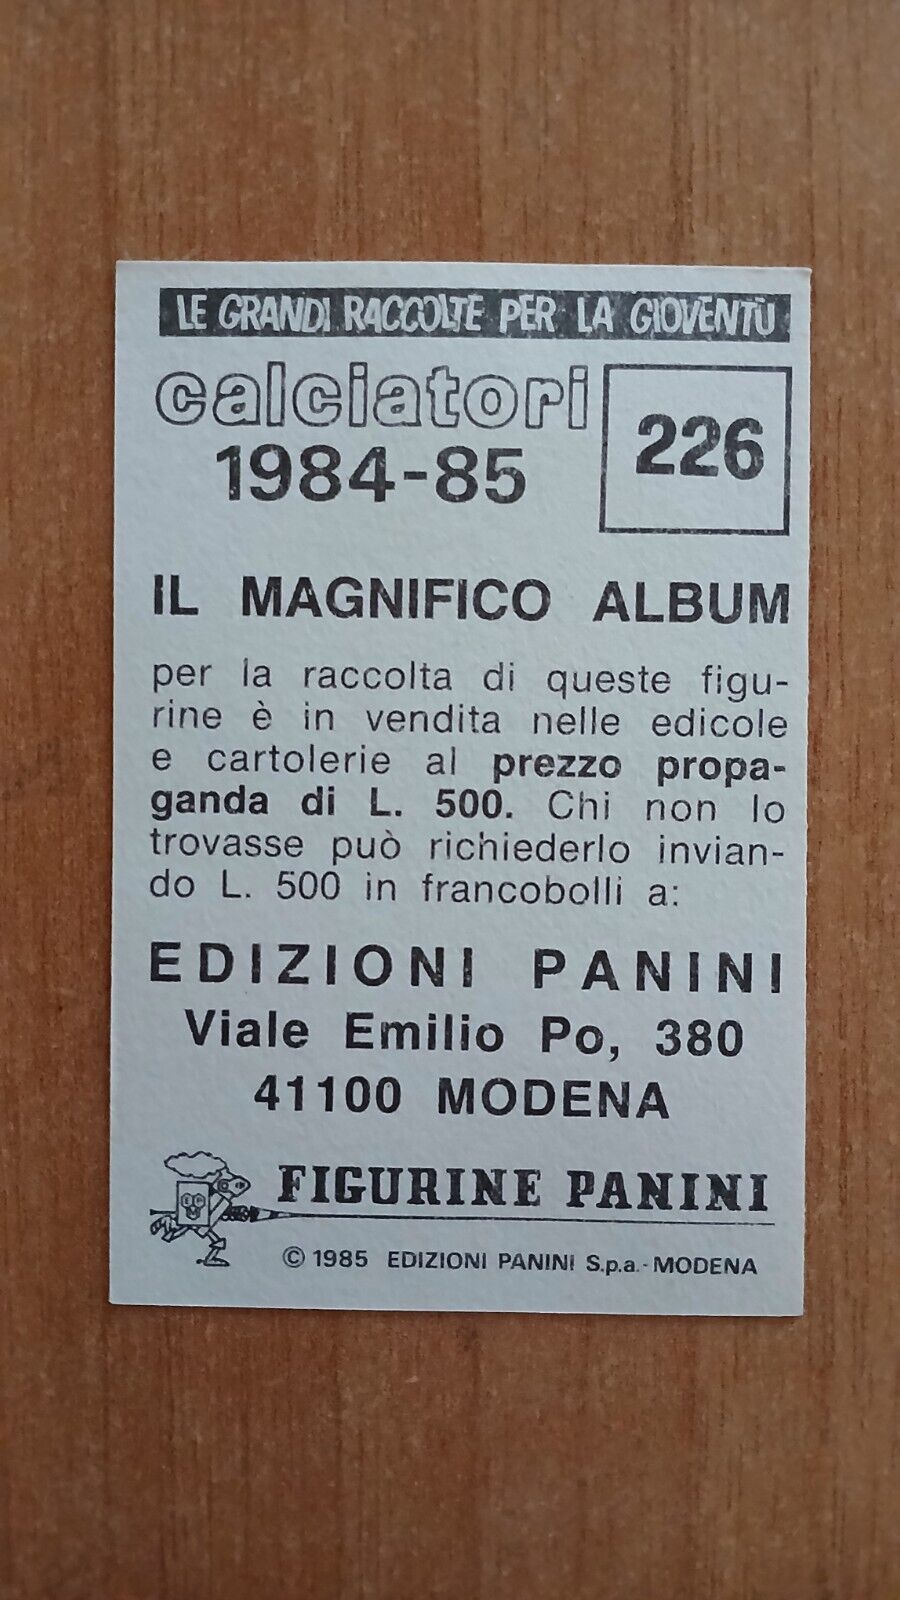 LE GRANDI RACCOLTE PER LA GIOVENTÙ
calciatori
1984-85
226
IL MAGNIFICO ALBUM
per la raccolta di queste figu-
rine è in vendita nelle edicole
e cartolerie al prezzo propa-
ganda di L. 500. Chi non lo
trovasse può richiederlo invian-
do L. 500 in francobolli a:
EDIZIONI PANINI
Viale Emilio Po, 380
41100 MODENA
FIGURINE PANINI
© 1985 EDIZIONI PANINI S.p.a.-MODENA